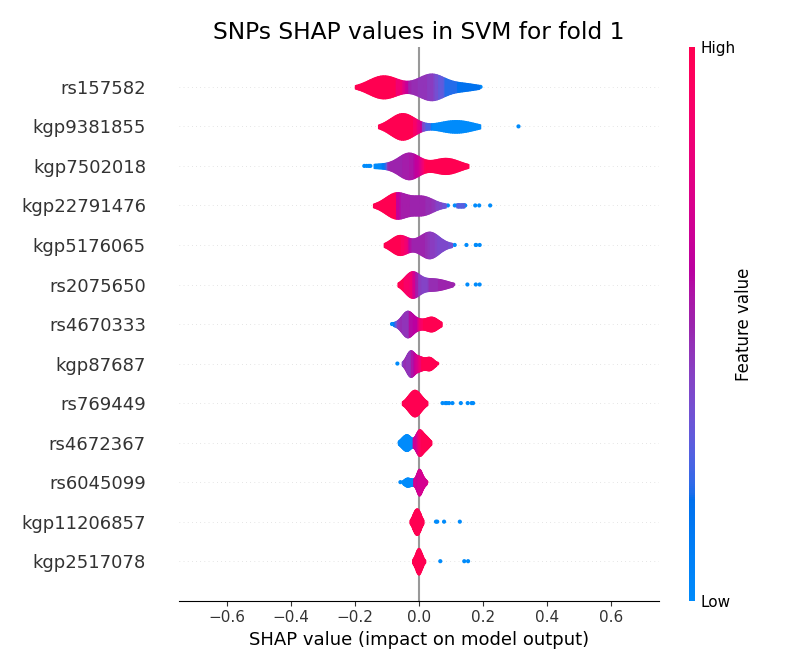 SNPs SHAP values in SVM for fold 1
High
rs157582
kgp9381855
kgp7502018
kgp22791476
kgp5176065
rs2075650
rs4670333
kgp87687
rs769449
rs4672367
rs6045099
kgp11206857
kgp2517078
Feature value
Low
−0.6 −0.4 −0.2 0.0 0.2 0.4 0.6
SHAP value (impact on model output)